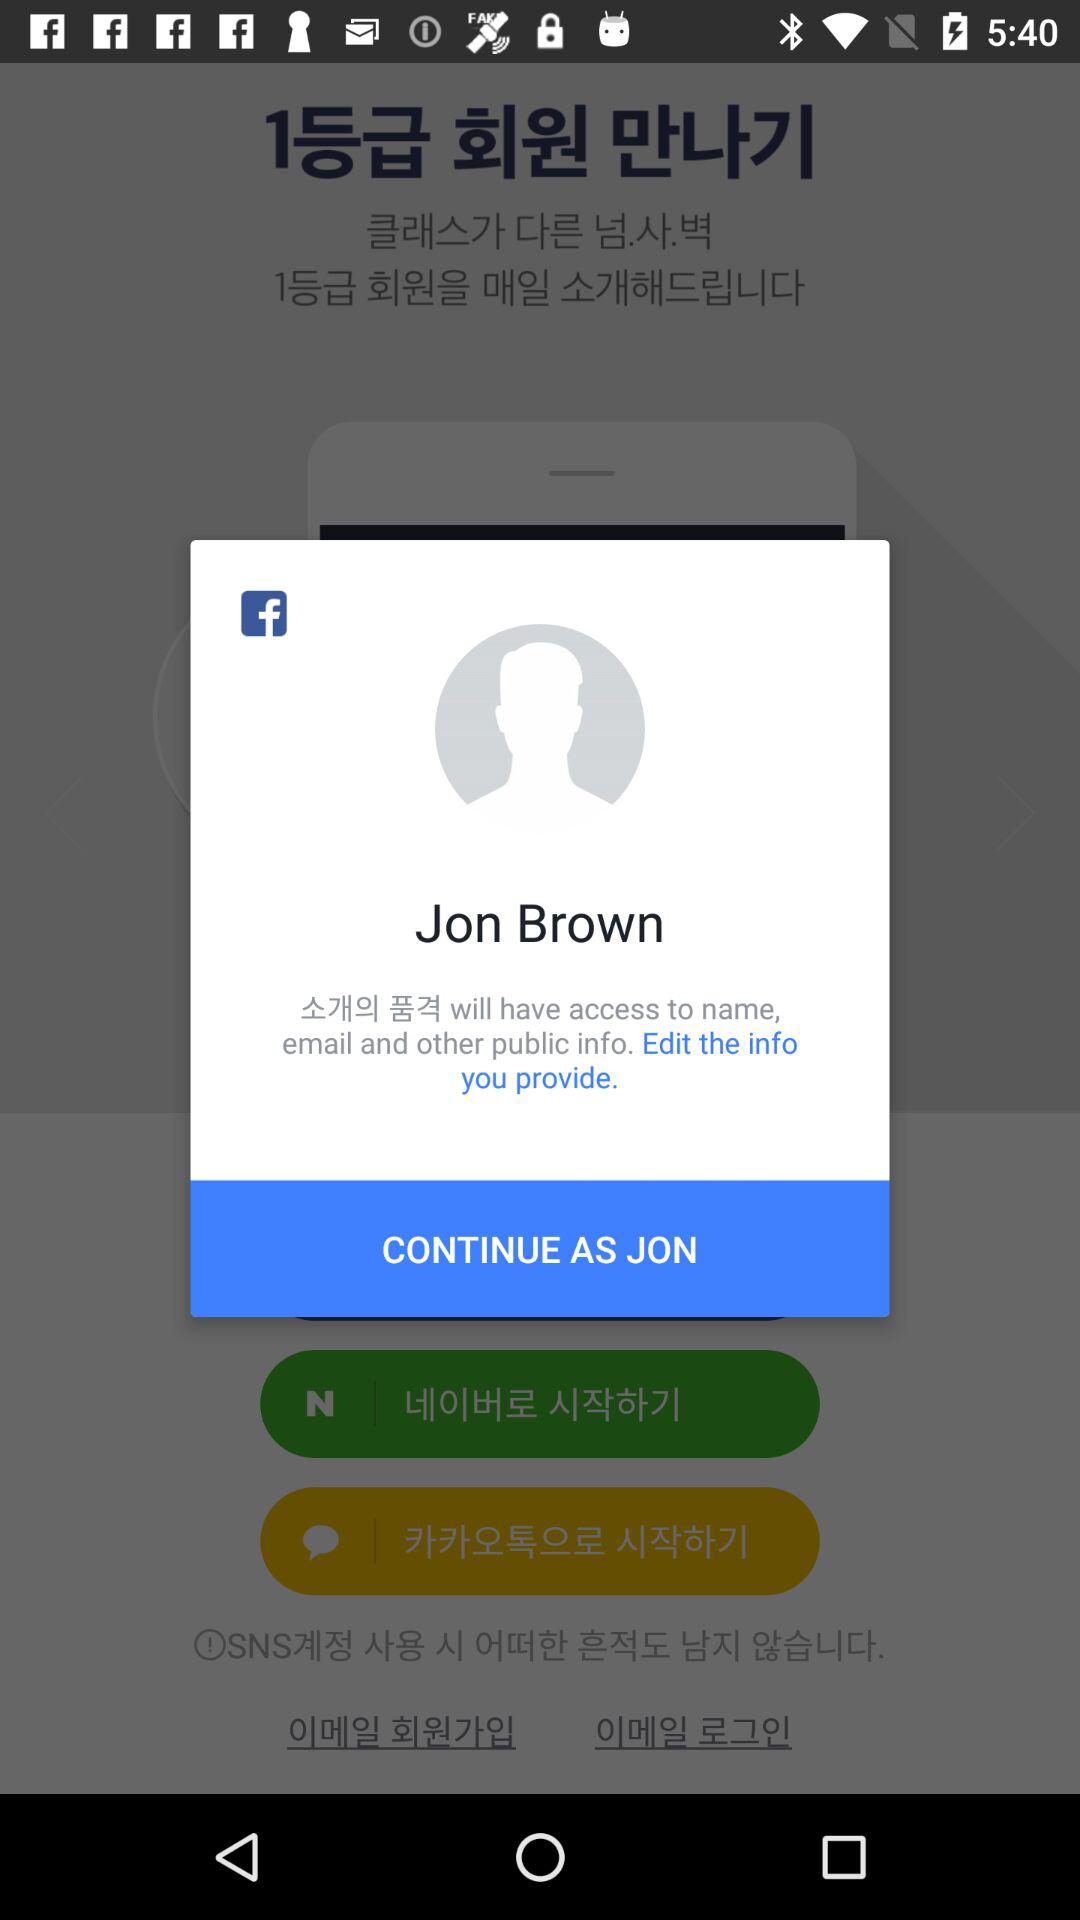 FAKE
5:40
1등급 회원 만나기
클래스가 다른 넘.사.벽
1등급 회원을 매일 소개해드립니다
Jon Brown
소개의 품격 will have access to name,
email and other public info. Edit the info
you provide.
CONTINUE AS JON
N 네이버로 시작하기
카카오톡으로 시작하기
SNS계정 사용 시 어떠한 흔적도 남지 않습니다.
이메일 회원가입 이메일 로그인